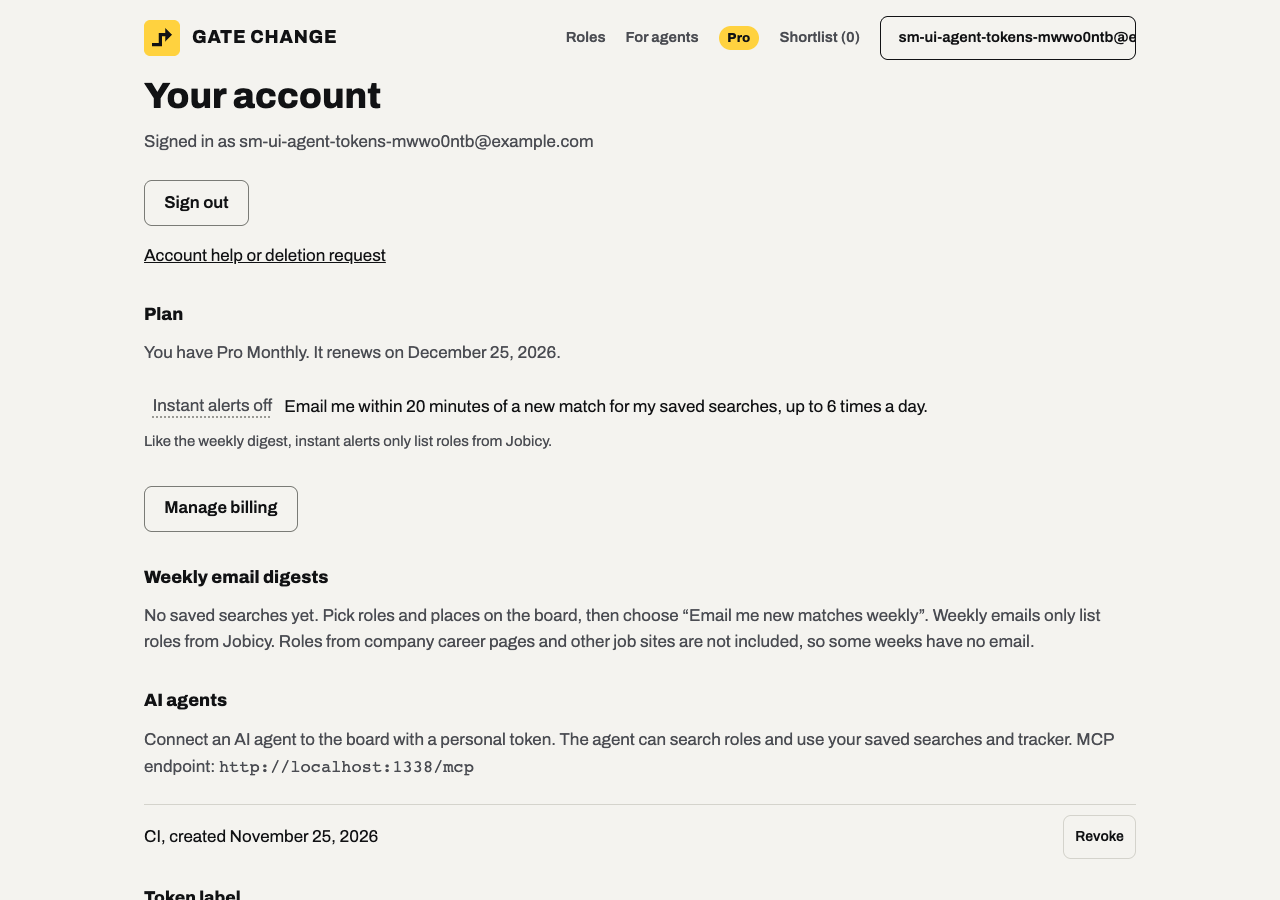 GATE CHANGE
Roles
For agents
Pro
Shortlist (0)
sm-ui-agent-tokens-mwwo0ntb@e
Your account
Signed in as sm-ui-agent-tokens-mwwo0ntb@example.com
Sign out
Account help or deletion request
Plan
You have Pro Monthly. It renews on December 25, 2026.
Instant alerts off Email me within 20 minutes of a new match for my saved searches, up to 6 times a day.
Like the weekly digest, instant alerts only list roles from Jobicy.
Manage billing
Weekly email digests
No saved searches yet. Pick roles and places on the board, then choose “Email me new matches weekly”. Weekly emails only list
roles from Jobicy. Roles from company career pages and other job sites are not included, so some weeks have no email.
AI agents
Connect an AI agent to the board with a personal token. The agent can search roles and use your saved searches and tracker. MCP
endpoint: http://localhost:1338/mcp
CI, created November 25, 2026
Revoke
Token label